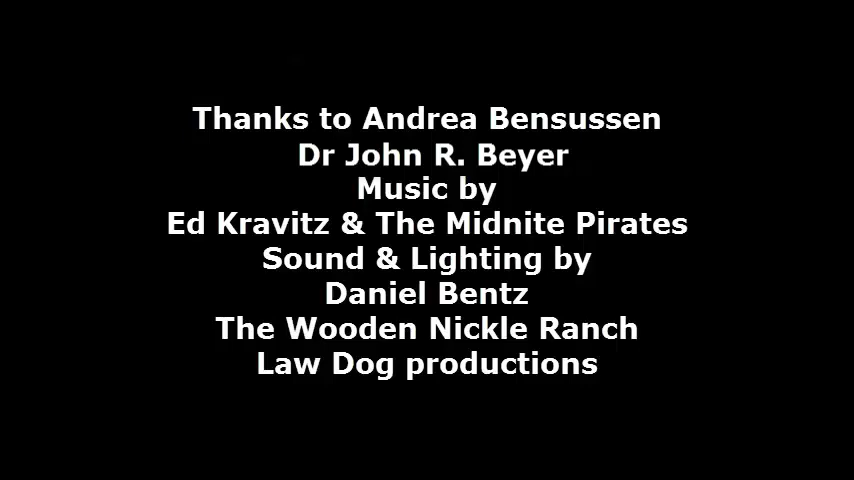 Thanks to Andrea Bensussen
Dr John R. Beyer
Music by
Ed Kravitz & The Midnite Pirates
Sound & Lighting by
Daniel Bentz
The Wooden Nickle Ranch
Law Dog productions